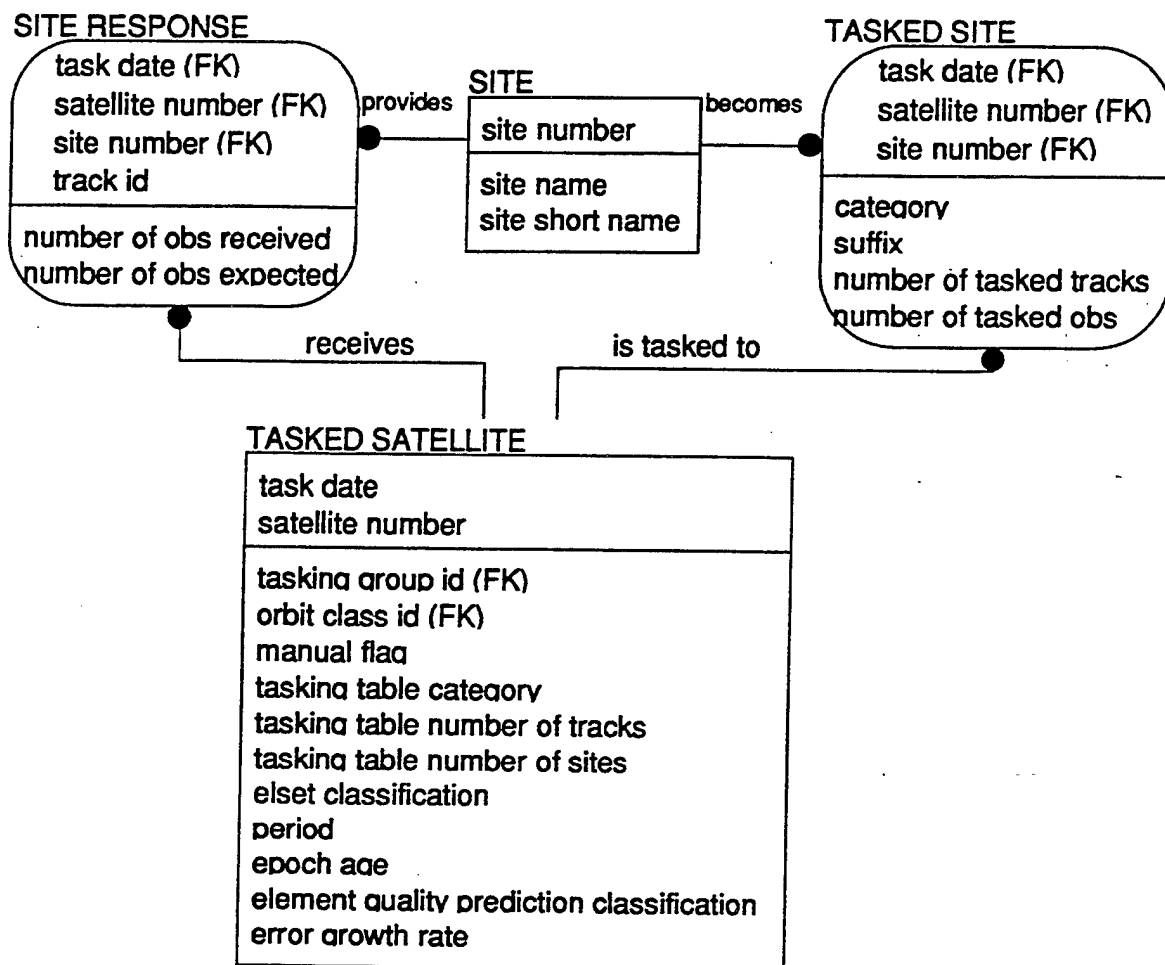 SITE RESPONSE
task date (FK)
satellite number (FK)
site number (FK)
track id
number of obs received
number of obs expected
provides
SITE
site number
site name
site short name
becomes
TASKED SITE
task date (FK)
satellite number (FK)
site number (FK)
category
suffix
number of tasked tracks
number of tasked obs
receives
is tasked to
TASKED SATELLITE
task date
satellite number
tasking group id (FK)
orbit class id (FK)
manual flag
tasking table category
tasking table number of tracks
tasking table number of sites
elset classification
period
epoch age
element quality prediction classification
error growth rate